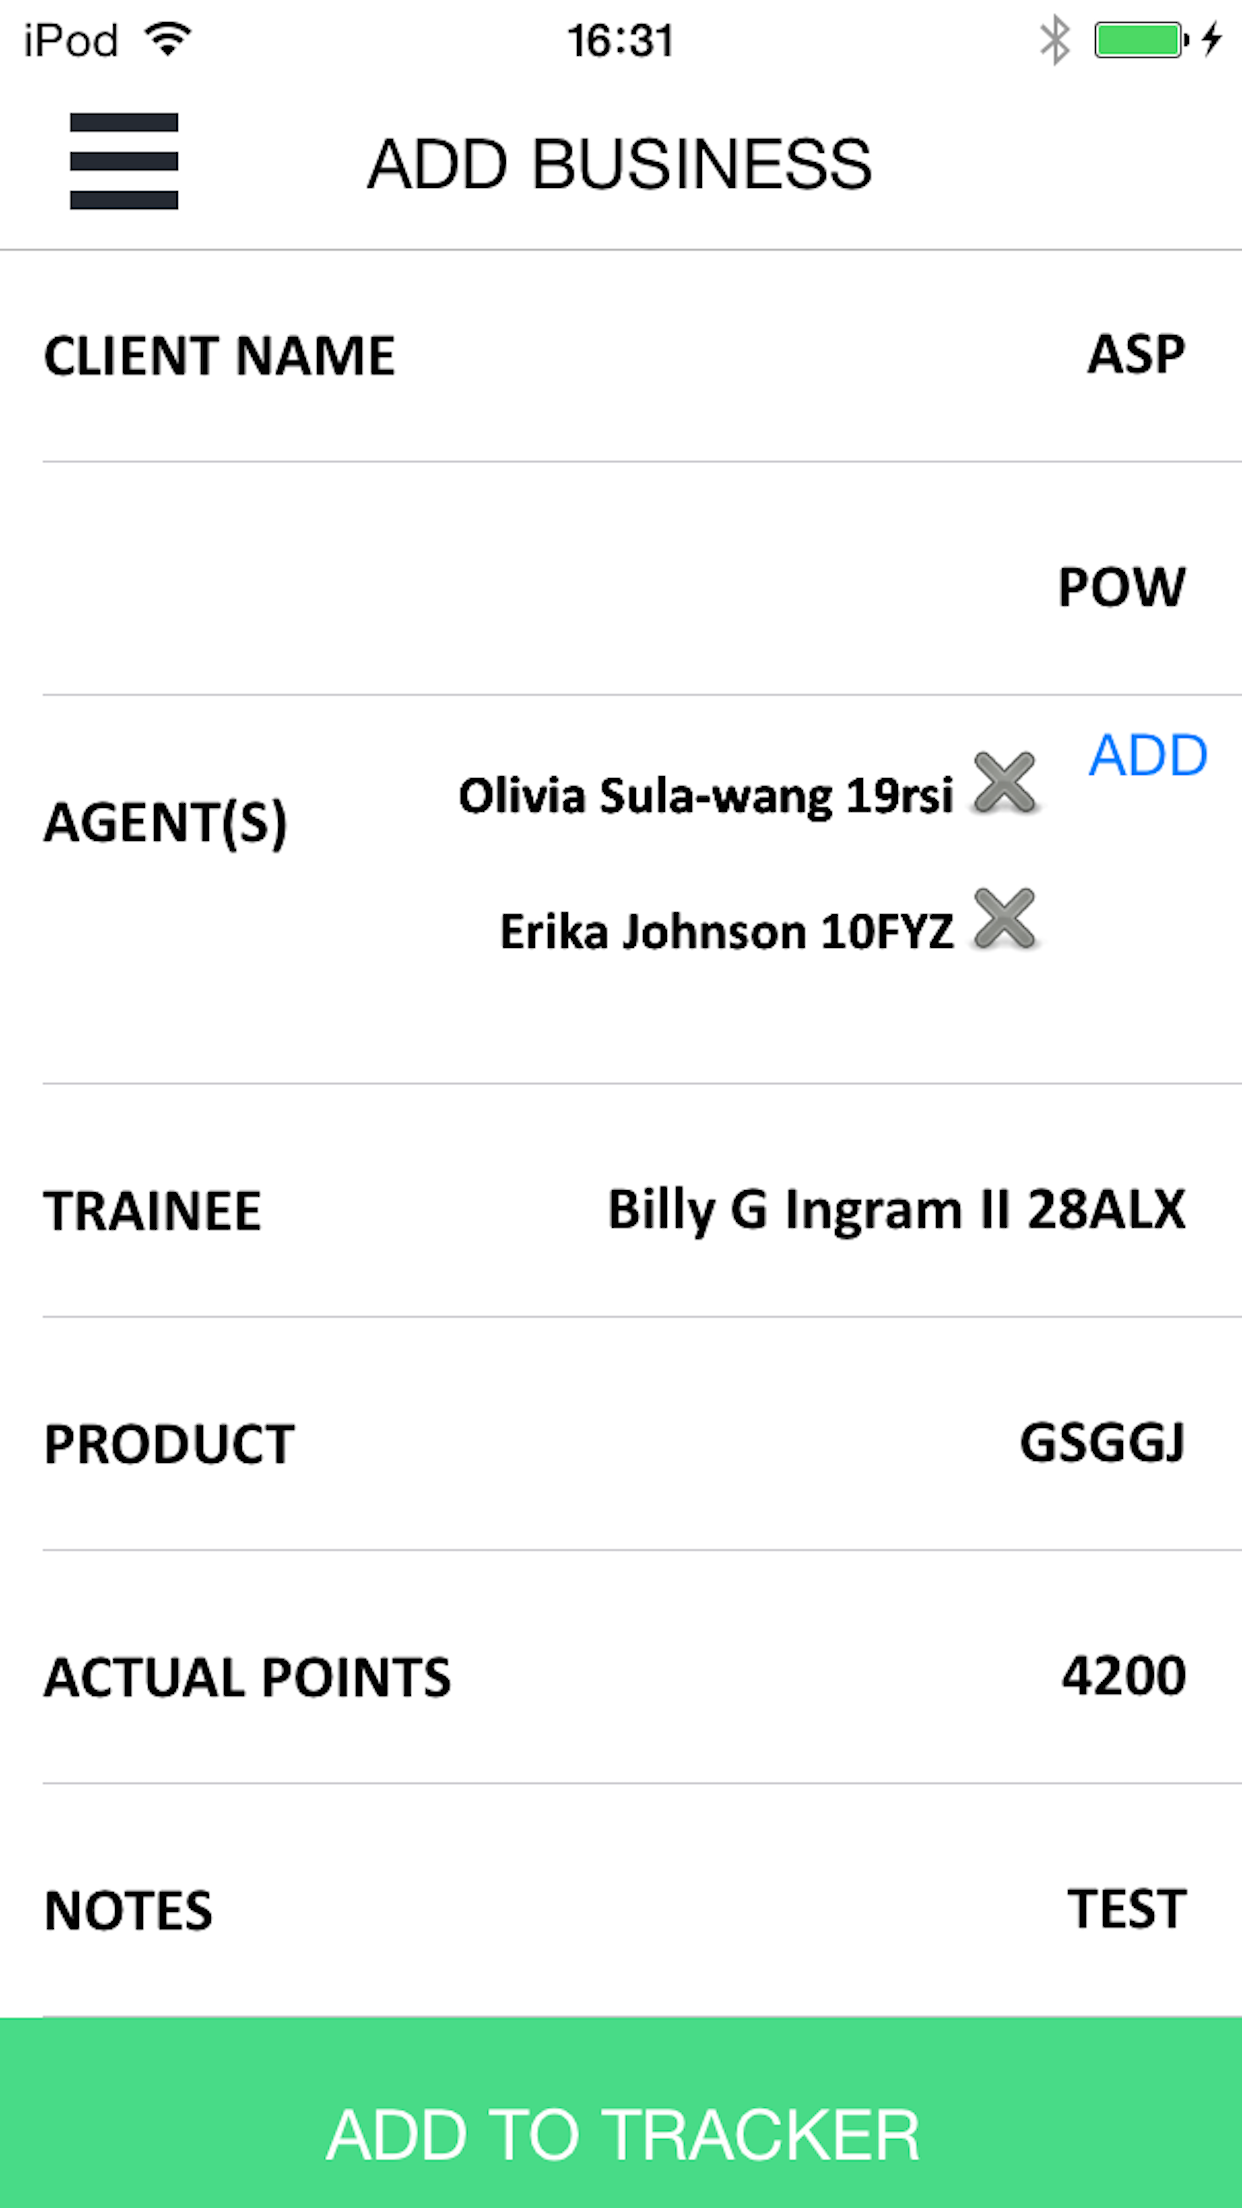 iPod 16:31
ADD BUSINESS
CLIENT NAME ASP
POW
ADD
AGENT(S) Olivia Sula-wang 19rsi
Erika Johnson 10FYZ
TRAINEE Billy G Ingram II 28ALX
PRODUCT GSGGJ
ACTUAL POINTS 4200
NOTES TEST
ADD TO TRACKER